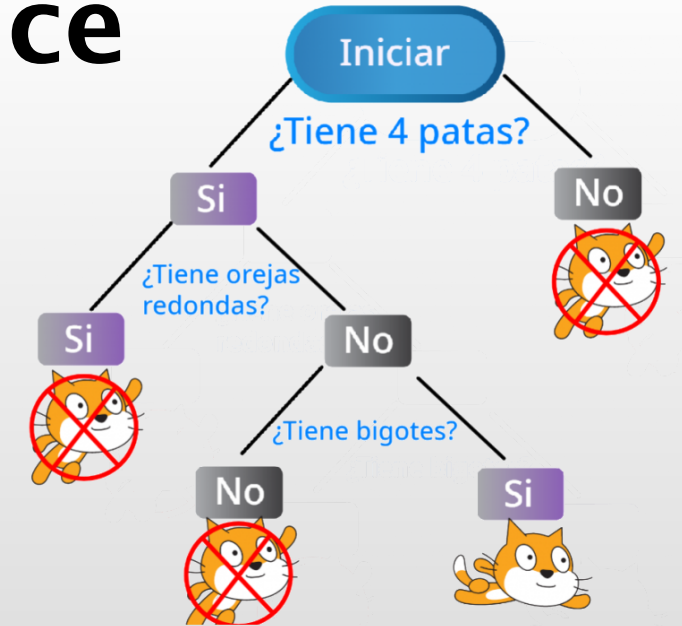 ce
Iniciar
¿Tiene 4 patas?
Si
No
¿Tiene orejas
redondas?
Si
No
¿Tiene bigotes?
No
Si